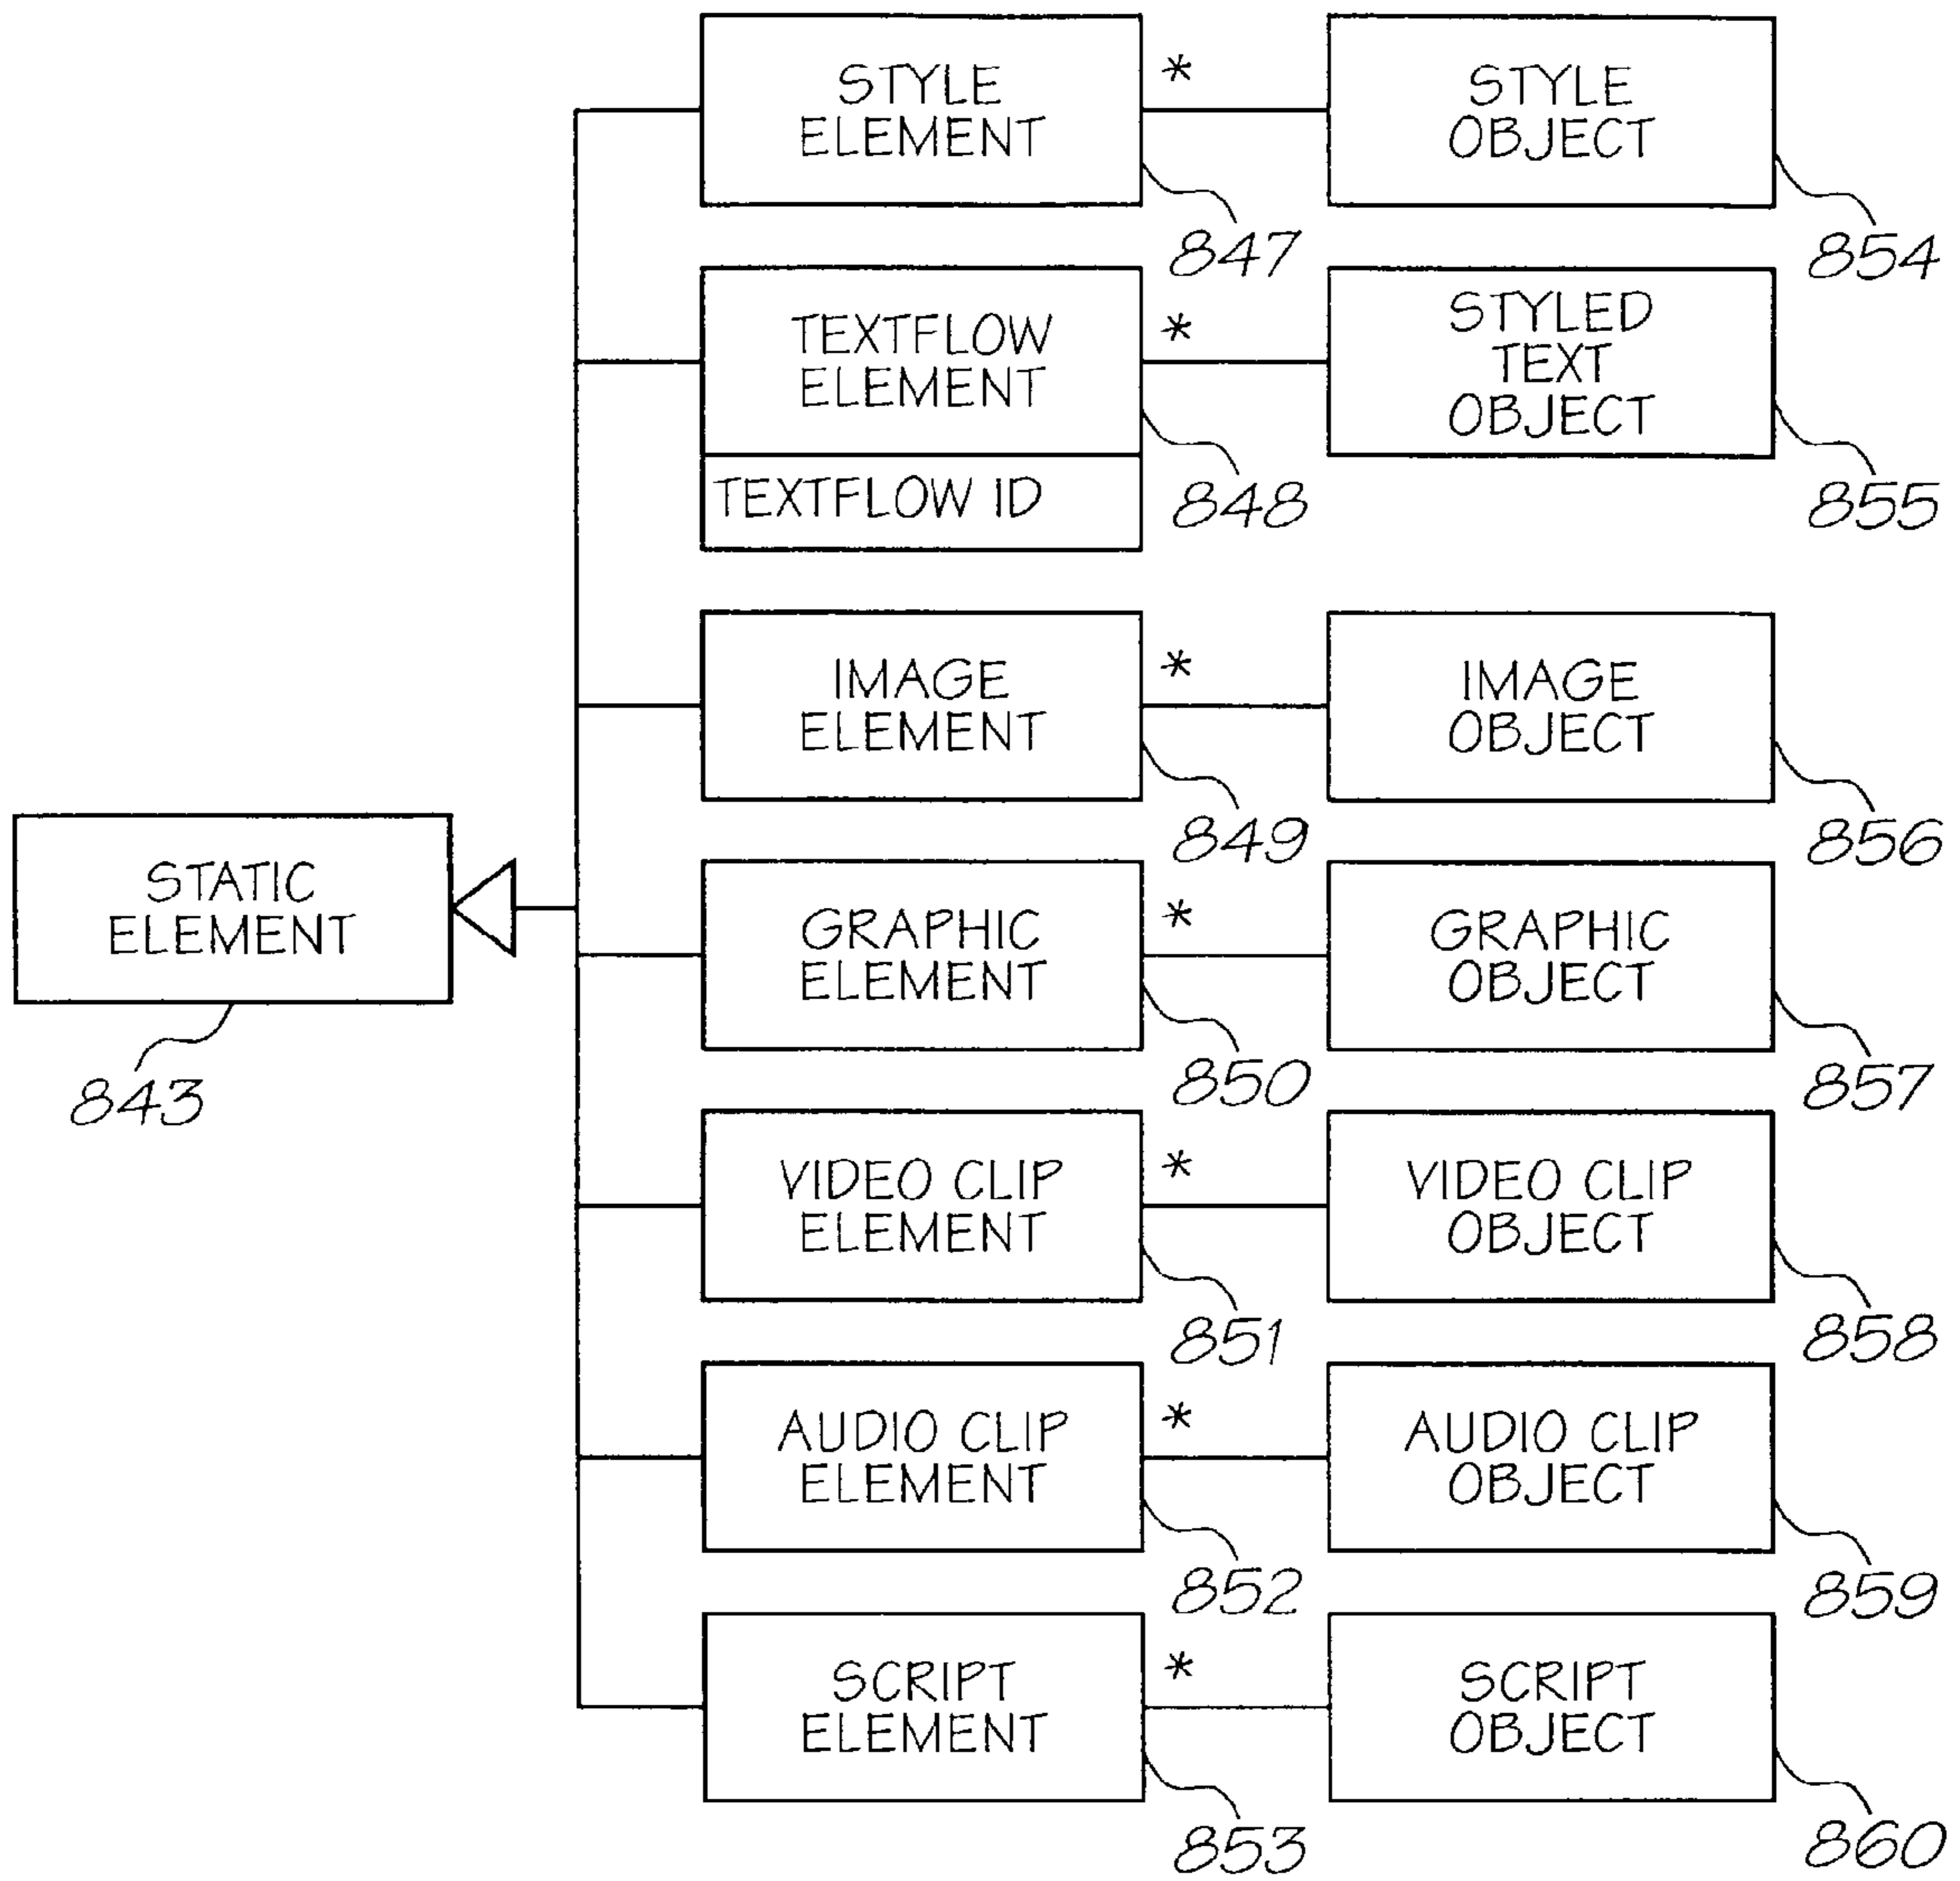 STYLE
ELEMENT
*
STYLE
OBJECT
847
854
TEXTFLOW
ELEMENT
*
STYLED
TEXT
OBJECT
TEXTFLOW ID
848
855
IMAGE
ELEMENT
*
IMAGE
OBJECT
849
856
STATIC
ELEMENT
843
GRAPHIC
ELEMENT
*
GRAPHIC
OBJECT
850
857
VIDEO CLIP
ELEMENT
*
VIDEO CLIP
OBJECT
851
858
AUDIO CLIP
ELEMENT
*
AUDIO CLIP
OBJECT
852
859
SCRIPT
ELEMENT
*
SCRIPT
OBJECT
853
860